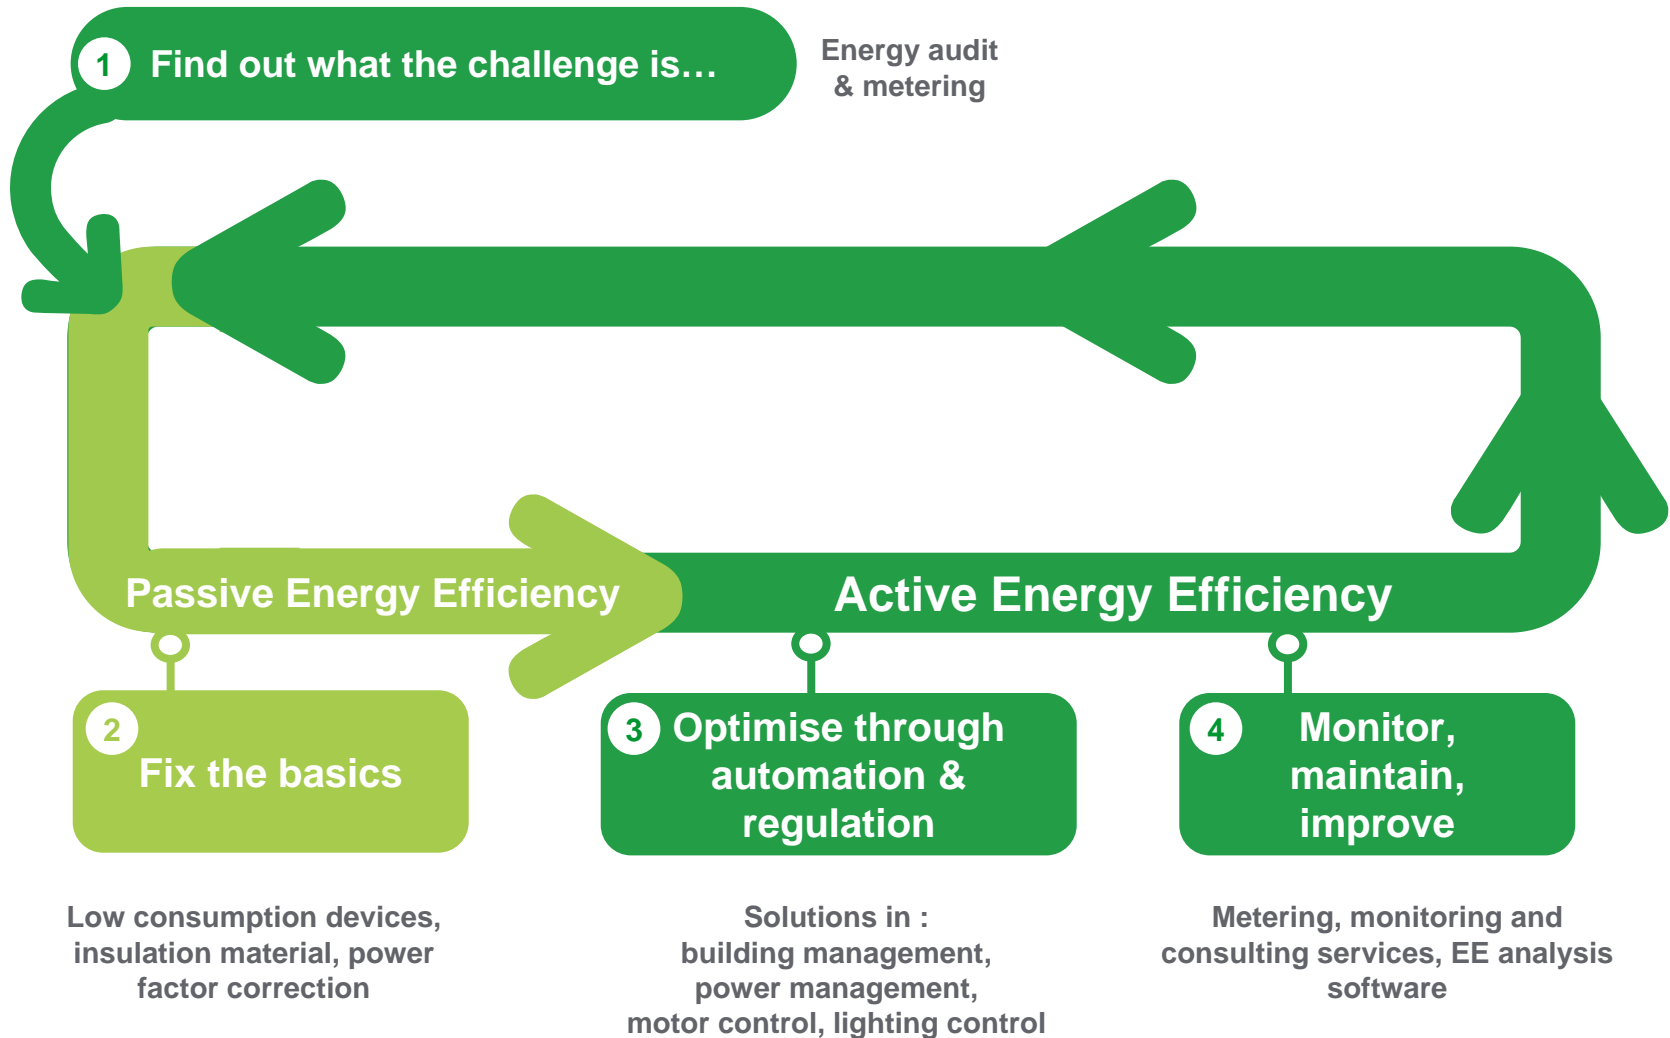 1 Find out what the challenge is…
Energy audit
& metering
Passive Energy Efficiency
Active Energy Efficiency
2
Fix the basics
3 Optimise through
automation &
regulation
4 Monitor,
maintain,
improve
Low consumption devices,
insulation material, power
factor correction
Solutions in :
building management,
power management,
motor control, lighting control
Metering, monitoring and
consulting services, EE analysis
software